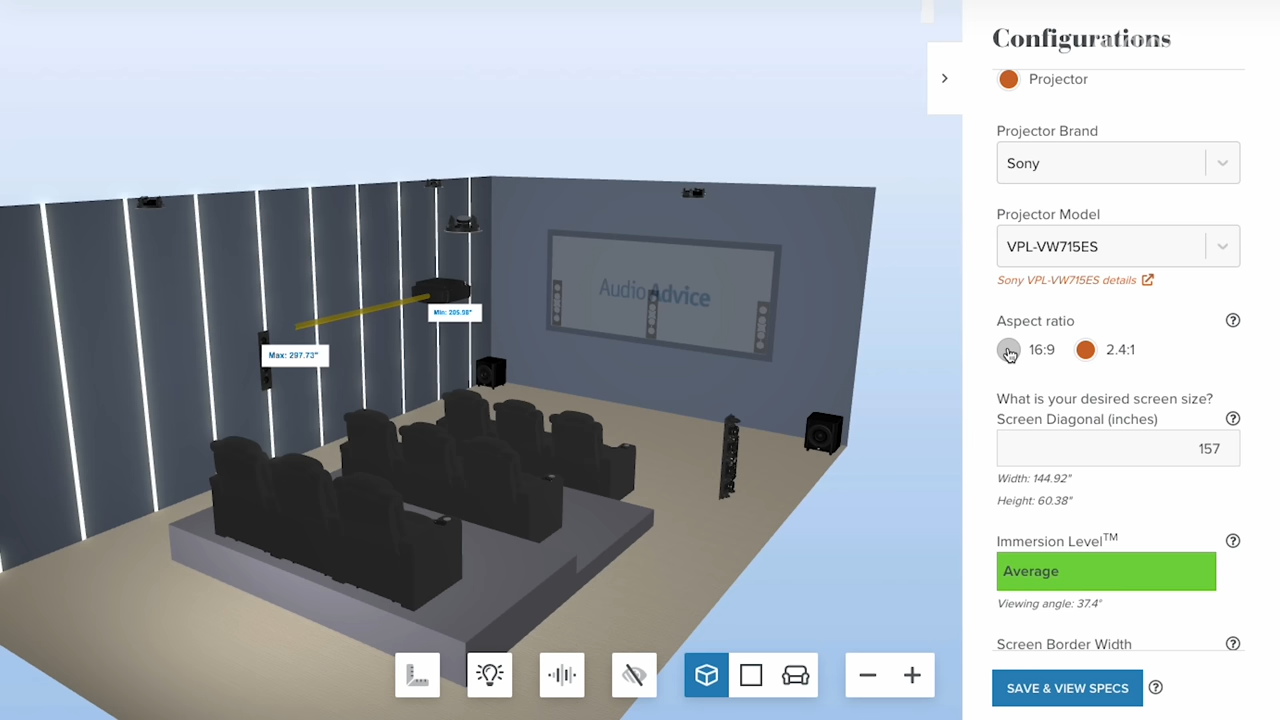 Configurations
Projector
Projector Brand
Sony
Projector Model
VPL-VW715ES
Sony VPL-VW715ES details
Aspect ratio
16:9
2.4:1
What is your desired screen size?
Screen Diagonal (inches)
157
Width: 144.92"
Height: 60.38"
Immersion Level™
Average
Viewing angle: 37.4°
Screen Border Width
SAVE & VIEW SPECS
Audio Advice
Min: 205.98"
Max: 297.73"